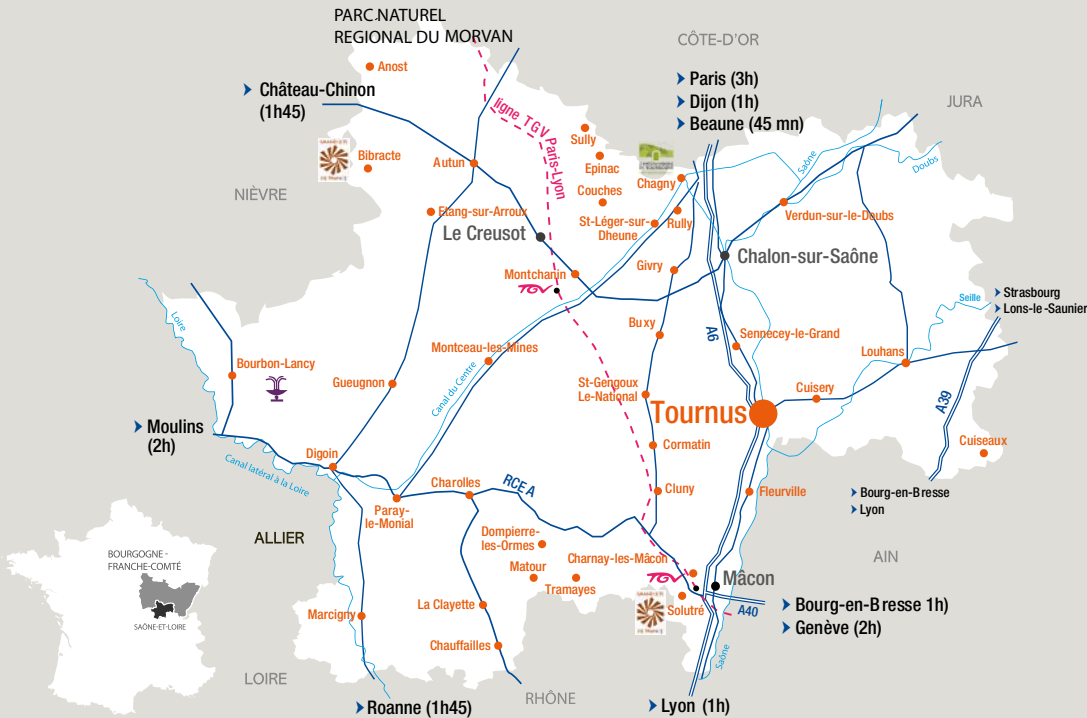 PARC NATUREL
REGIONAL DU MORVAN
CÔTE-D'OR
JURA
Anost
Château-Chinon
(1h45)
Paris (3h)
Dijon (1h)
Beaune (45 mn)
ligne TGV Paris-Lyon
Sully
Epinac
Bibracte
Autun
Chagny
Saône
Doubs
NIÈVRE
Couches
Etang-sur-Arroux
St-Léger-sur-
Dheune
Rully
Verdun-sur-le-Doubs
Le Creusot
Chalon-sur-Saône
Givry
Montchanin
TGV
Seille
Strasbourg
Lons-le-Saunier
Loire
Buxy
A6
Sennecey-le-Grand
Montceau-les-Mines
Louhans
Bourbon-Lancy
Gueugnon
Canal du Centre
St-Gengoux
Le-National
Cuisery
Tournus
A39
Moulins
(2h)
Cormatin
Cuiseaux
Digoin
Canal latéral à la Loire
Charolles
RCEA
Cluny
Fleurville
Bourg-en-Bresse
Lyon
Paray-
le-Monial
ALLIER
Dompierre-
les-Ormes
Charnay-les-Mâcon
AIN
BOURGOGNE -
FRANCHE-COMTÉ
Matour
Tramayes
TGV
Mâcon
SAÔNE-ET-LOIRE
Marcigny
La Clayette
Solutré
A40
Bourg-en-Bresse 1h)
Genève (2h)
Chauffailles
Saône
LOIRE
RHÔNE
Roanne (1h45)
Lyon (1h)